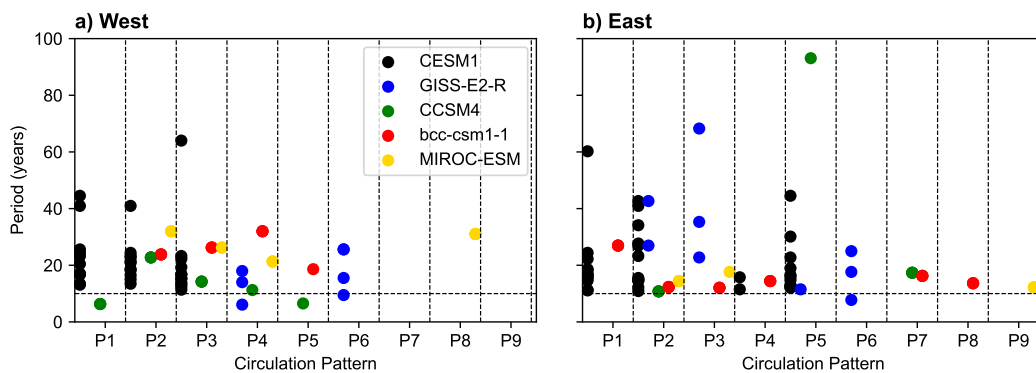 a) West
100
80
60
40
20
0
Period (years)
CESM1
GISS-E2-R
CCSM4
bcc-csm1-1
MIROC-ESM
P1 P2 P3 P4 P5 P6 P7 P8 P9
Circulation Pattern
b) East
P1 P2 P3 P4 P5 P6 P7 P8 P9
Circulation Pattern